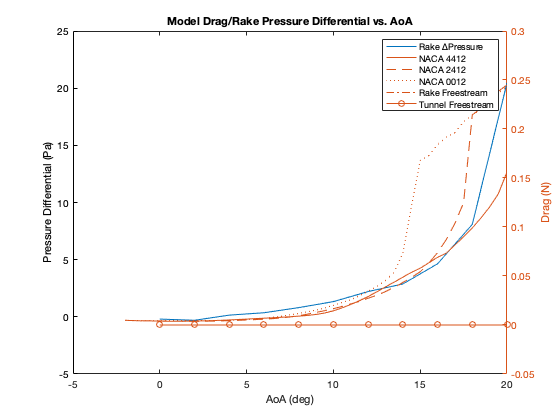 Model Drag/Rake Pressure Differential vs. AoA
25
20
15
10
5
0
-5
Pressure Differential (Pa)
-5
0
5
10
15
20
AoA (deg)
0.3
0.25
0.2
0.15
0.1
0.05
0
-0.05
Drag (N)
Rake ΔPressure
NACA 4412
NACA 2412
NACA 0012
Rake Freestream
Tunnel Freestream